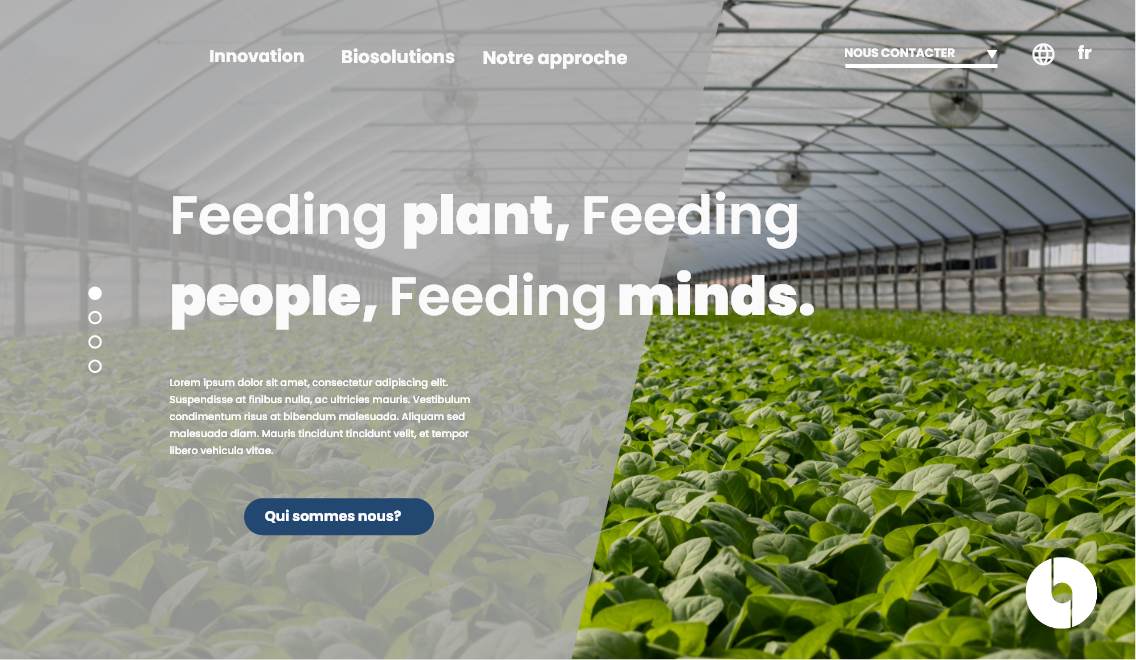 Innovation Biosolutions Notre approche NOUS CONTACTER fr
Feeding plant, Feeding
people, Feeding minds.
Lorem ipsum dolor sit amet, consectetur adipiscing elit.
Suspendisse at finibus nulla, ac ultricies mauris. Vestibulum
condimentum risus at bibendum malesuada. Aliquam sed
malesuada diam. Mauris tincidunt tincidunt velit, et tempor
libero vehicula vitae.
Qui sommes nous?